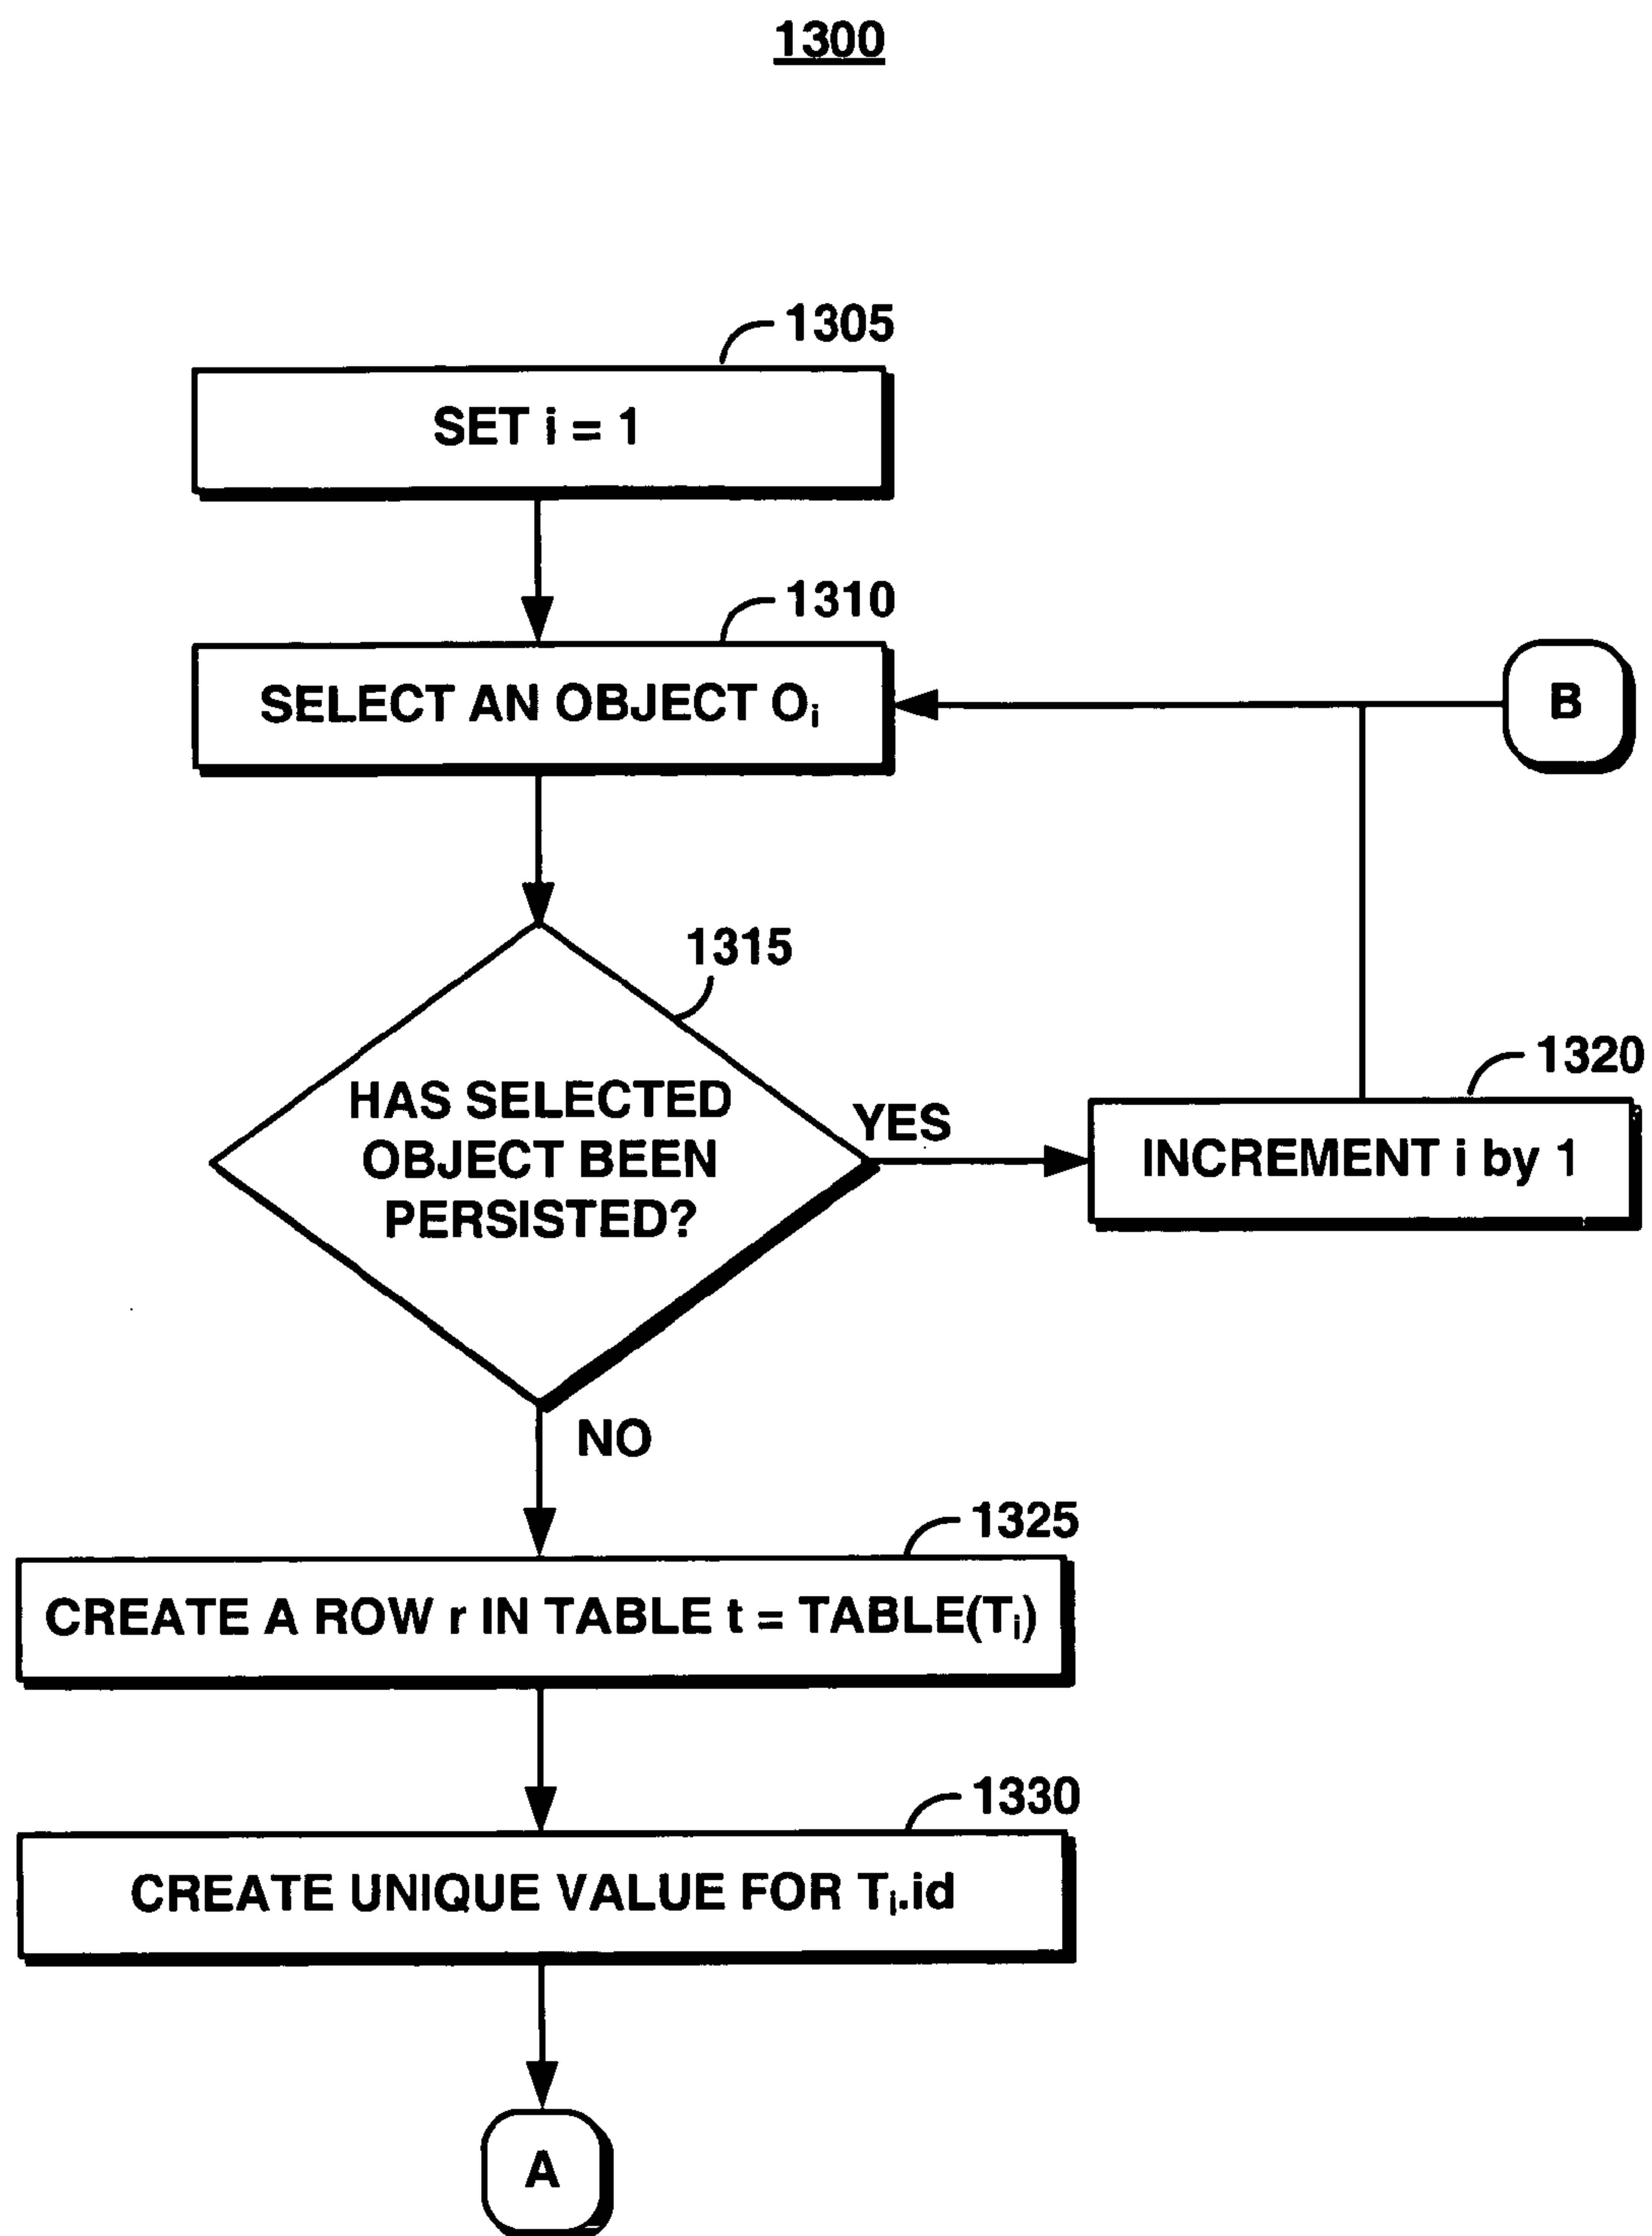 1300
1305
SET i = 1
1310
SELECT AN OBJECT Oi
B
1315
HAS SELECTED
OBJECT BEEN
PERSISTED?
YES
1320
INCREMENT i by 1
NO
1325
CREATE A ROW r IN TABLE t = TABLE(Ti)
1330
CREATE UNIQUE VALUE FOR Ti.id
A